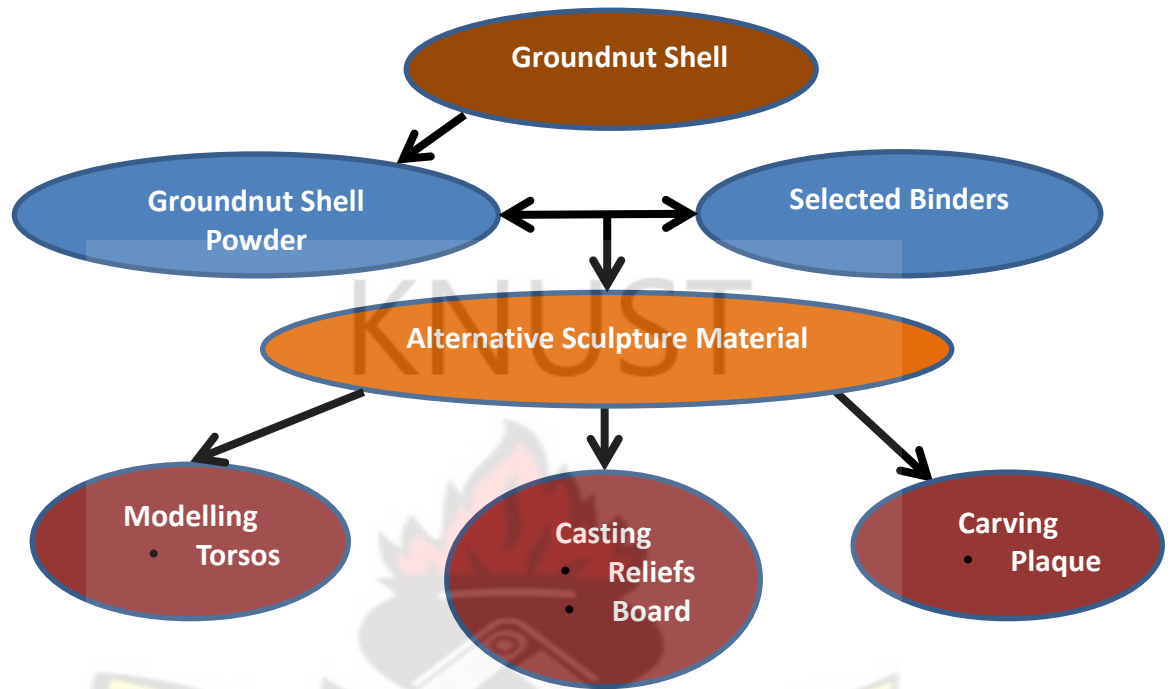 Groundnut Shell
Groundnut Shell
Powder
Selected Binders
KNUST
Alternative Sculpture Material
Modelling
• Torsos
Casting
• Reliefs
• Board
Carving
• Plaque